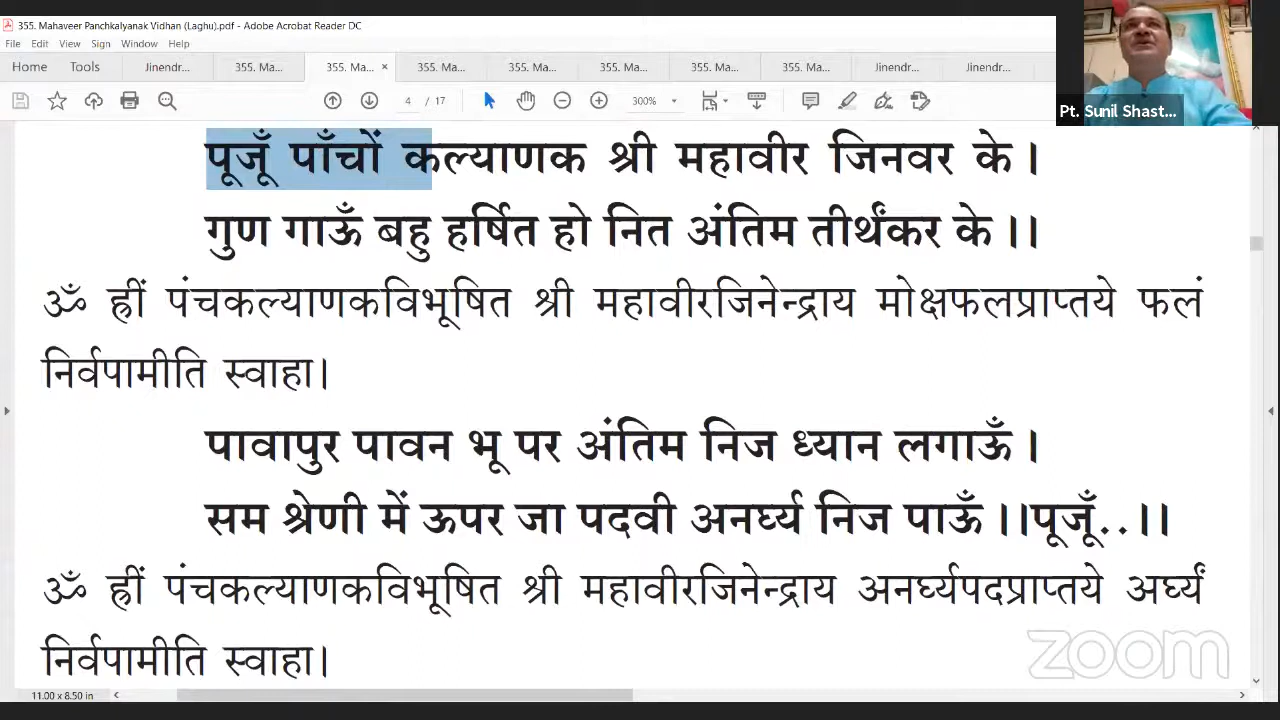 355. Mahaveer Panchkalyanak Vidhan (Laghu).pdf - Adobe Acrobat Reader DC
File Edit View Sign Window Help
Home Tools Jinendr... 355. Ma... 355. Ma... × 355. Ma... 355. Ma... 355. Ma... 355. Ma... 355. Ma... Jinendr... Jinendr...
4 / 17 300%
Pt. Sunil Shast...
पूजूँ पाँचों कल्याणक श्री महावीर जिनवर के।
गुण गाऊँ बहु हर्षित हो नित अंतिम तीर्थंकर के।।
ॐ ह्रीं पंचकल्याणकविभूषित श्री महावीरजिनेन्द्राय मोक्षफलप्राप्तये फलं
निर्वपामीति स्वाहा।
पावापुर पावन भू पर अंतिम निज ध्यान लगाऊँ।
सम श्रेणी में ऊपर जा पदवी अनर्घ्य निज पाऊँ।।पूजूँ..।।
ॐ ह्रीं पंचकल्याणकविभूषित श्री महावीरजिनेन्द्राय अनर्घ्यपदप्राप्तये अर्घ्यं
निर्वपामीति स्वाहा।
zoom
11.00 x 8.50 in